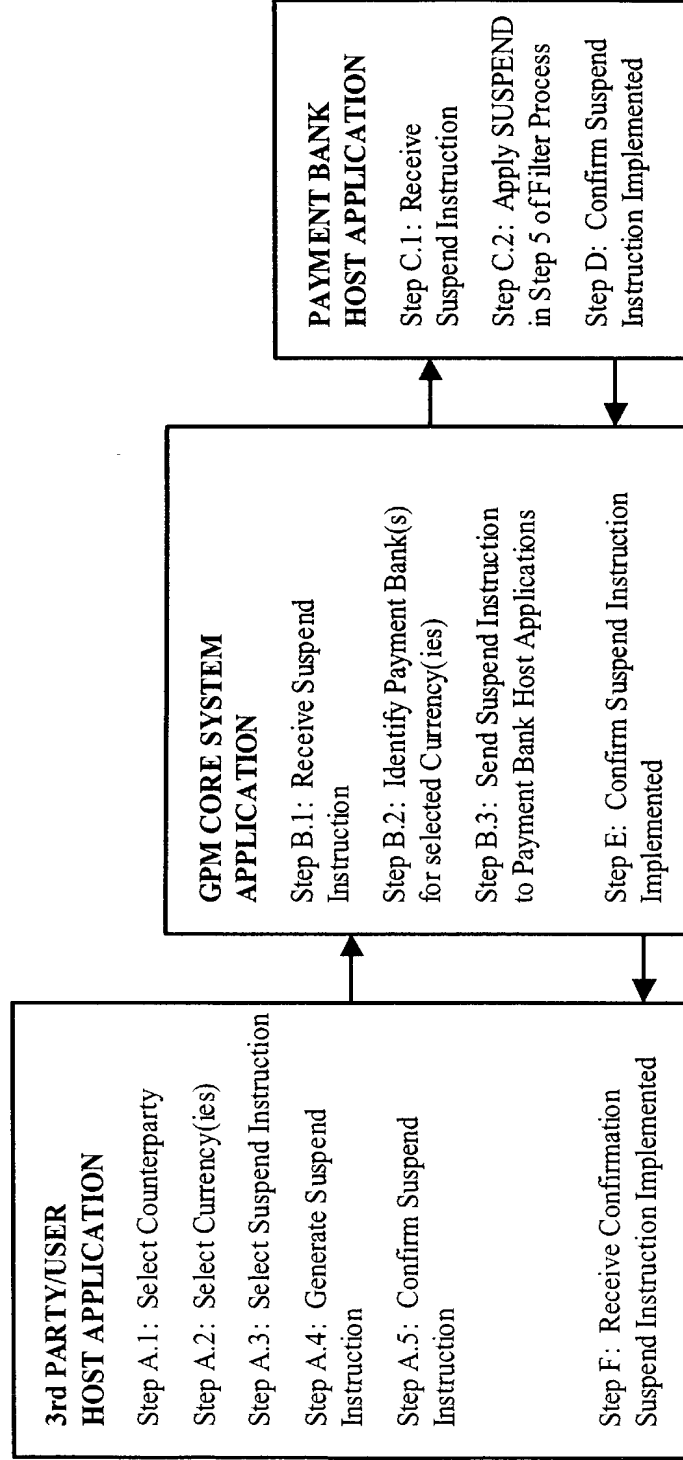 3rd PARTY/USER
HOST APPLICATION
Step A.1: Select Counterparty
Step A.2: Select Currency(ies)
Step A.3: Select Suspend Instruction
Step A.4: Generate Suspend
Instruction
Step A.5: Confirm Suspend
Instruction
Step F: Receive Confirmation
Suspend Instruction Implemented
GPM CORE SYSTEM
APPLICATION
Step B.1: Receive Suspend
Instruction
Step B.2: Identify Payment Bank(s)
for selected Currency(ies)
Step B.3: Send Suspend Instruction
to Payment Bank Host Applications
Step E: Confirm Suspend Instruction
Implemented
PAYMENT BANK
HOST APPLICATION
Step C.1: Receive
Suspend Instruction
Step C.2: Apply SUSPEND
in Step 5 of Filter Process
Step D: Confirm Suspend
Instruction Implemented